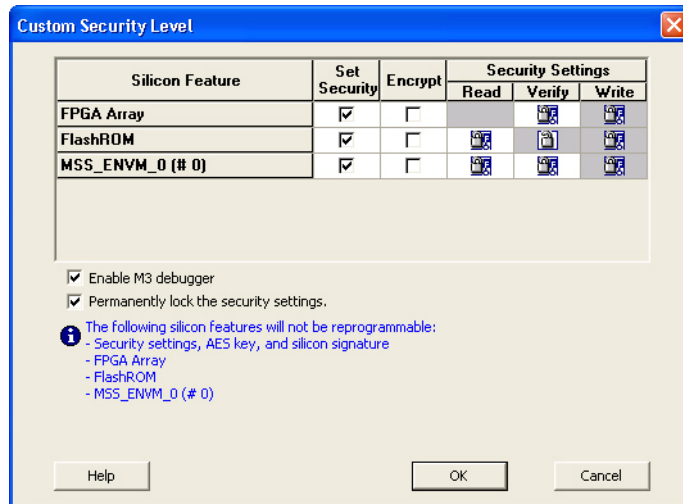 Custom Security Level
Silicon Feature Set Security Encrypt Security Settings
Read Verify Write
FPGA Array
FlashROM
MSS_ENVM_0 (# 0)
Enable M3 debugger
Permanently lock the security settings.
The following silicon features will not be reprogrammable:
- Security settings, AES key, and silicon signature
- FPGA Array
- FlashROM
- MSS_ENVM_0 (# 0)
Help OK Cancel